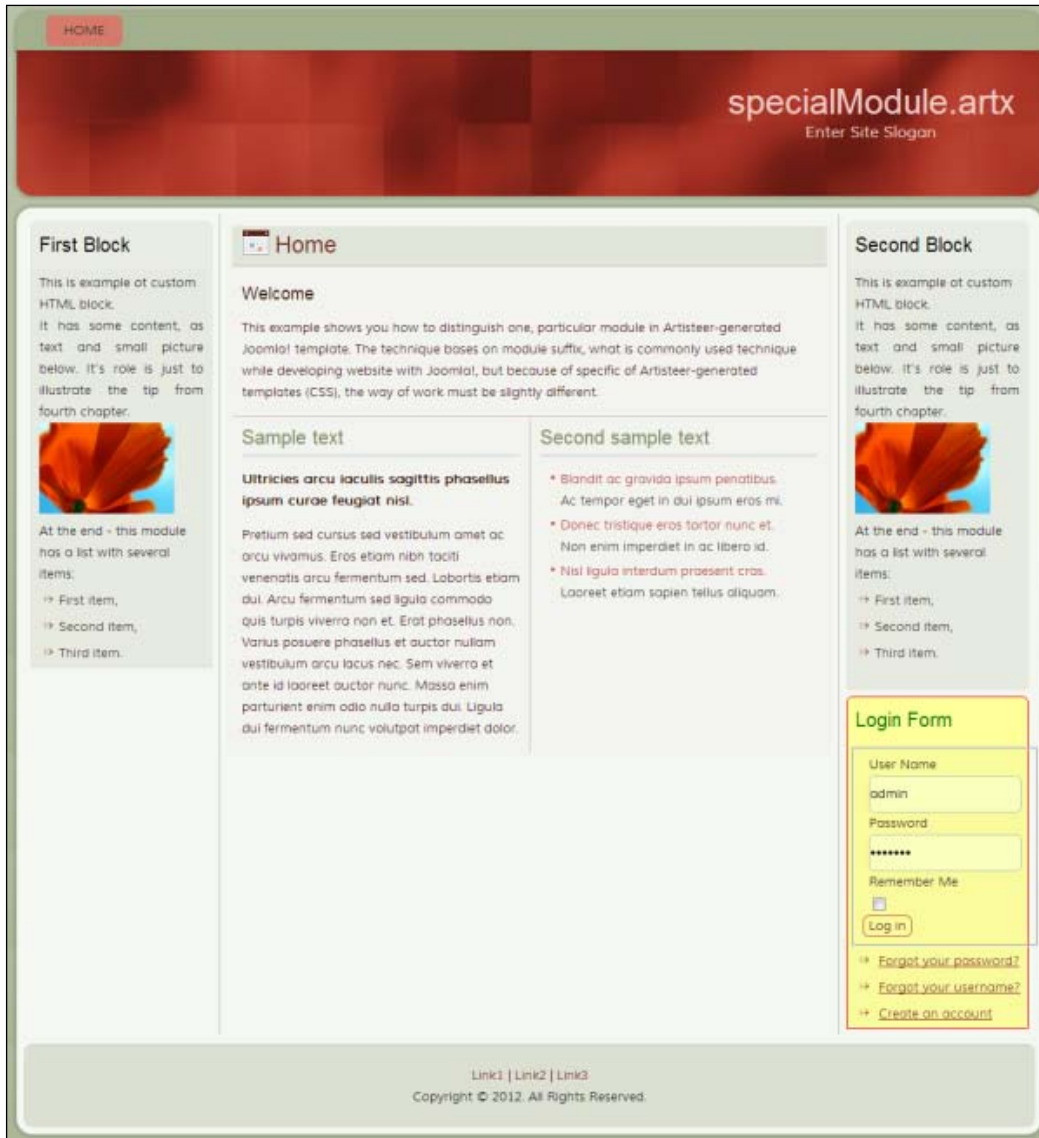 HOME
specialModule.artx
Enter Site Slogan
First Block
This is example of custom
HTML block.
It has some content, as
text and small picture
below. It's role is just to
illustrate the tip from
fourth chapter.
At the end - this module
has a list with several
items:
First item,
Second item,
Third item.
Home
Welcome
This example shows you how to distinguish one, particular module in Artisteer-generated
Joomla! template. The technique bases on module suffix, what is commonly used technique
while developing website with Joomla!, but because of specific of Artisteer-generated
templates (CSS), the way of work must be slightly different.
Sample text
Ultricies arcu iaculis sagittis phasellus
ipsum curae feugiat nisl.
Pretium sed cursus sed vestibulum amet ac
arcu vivamus. Eros etiam nibh taciti
venenatis arcu fermentum sed. Lobortis etiam
dui. Arcu fermentum sed ligula commodo
quis turpis viverra non et. Erat phasellus non.
Varius posuere phasellus et auctor nullam
vestibulum arcu lacus nec. Sem viverra et
ante id laoreet auctor nunc. Massa enim
parturient enim odio nulla turpis dui. Ligula
dui fermentum nunc volutpat imperdiet dolor.
Second sample text
Blandit ac gravida ipsum penatibus.
Ac tempor eget in dui ipsum eros mi.
Donec tristique eros tortor nunc et.
Non enim imperdiet in ac libero id.
Nisl ligula interdum praesent cras.
Laoreet etiam sapien tellus aliquam.
Second Block
This is example of custom
HTML block.
It has some content, as
text and small picture
below. It's role is just to
illustrate the tip from
fourth chapter.
At the end - this module
has a list with several
items:
First item,
Second item,
Third item.
Login Form
User Name
admin
Password
•••••••
Remember Me
Log in
Forgot your password?
Forgot your username?
Create an account
Link1 | Link2 | Link3
Copyright © 2012. All Rights Reserved.